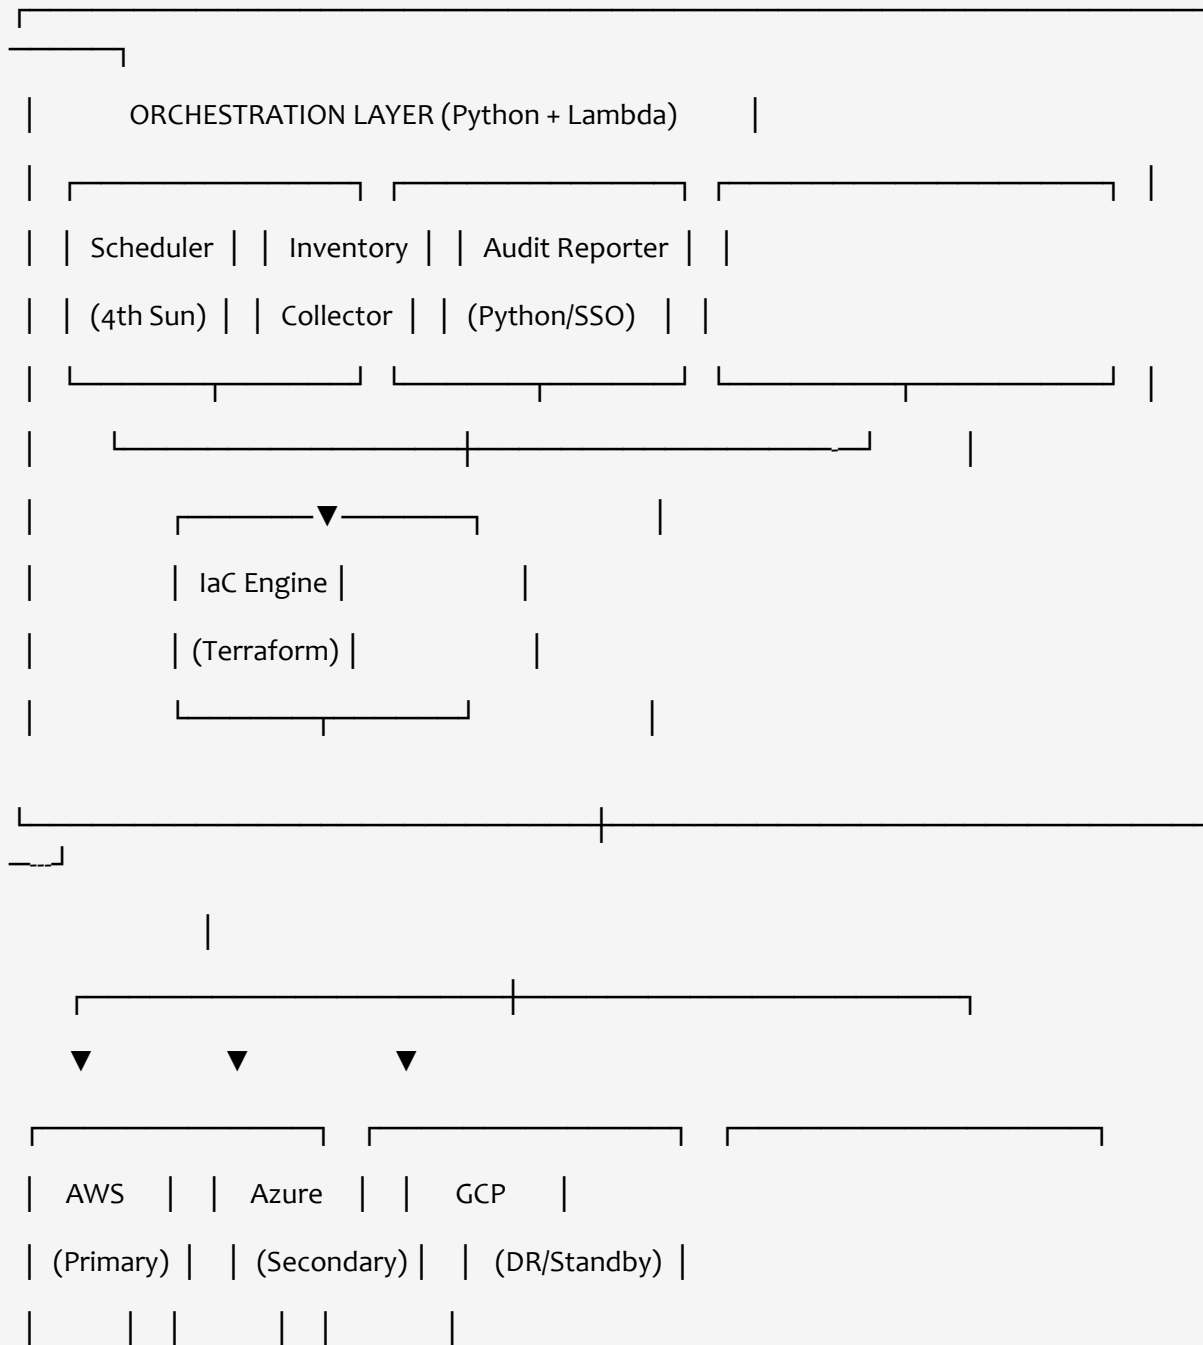 ORCHESTRATION LAYER (Python + Lambda)
│ │ Scheduler │ │ Inventory │ │ Audit Reporter │ │
│ │ (4th Sun) │ │ Collector │ │ (Python/SSO) │ │
│ │ IaC Engine │ │
│ │ (Terraform) │ │
▼ ▼ ▼
│ AWS │ │ Azure │ │ GCP │
│ (Primary) │ │ (Secondary) │ │ (DR/Standby) │